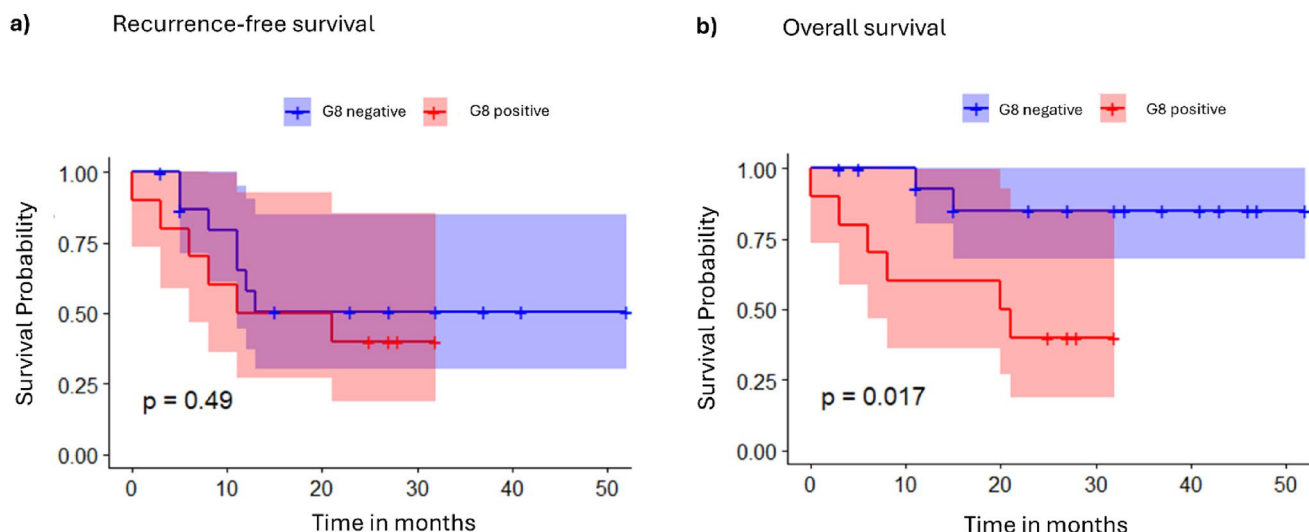 a) Recurrence-free survival
G8 negative G8 positive
Survival Probability
1.00
0.75
0.50
0.25
0.00
p = 0.49
0 10 20 30 40 50
Time in months
b) Overall survival
G8 negative G8 positive
Survival Probability
1.00
0.75
0.50
0.25
0.00
p = 0.017
0 10 20 30 40 50
Time in months